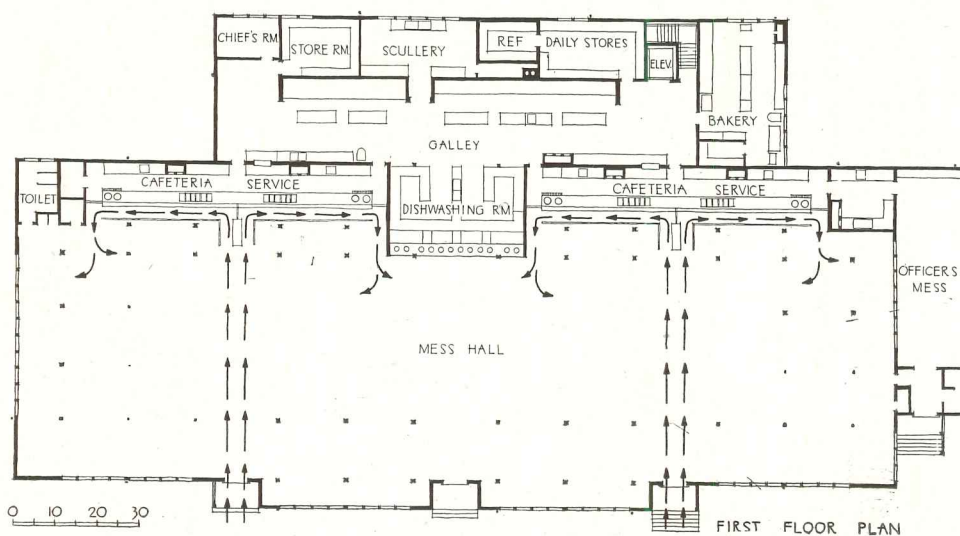 CHIEF'S RM.
STORE RM.
SCULLERY
REF
DAILY STORES
ELEV.
BAKERY
GALLEY
CAFETERIA SERVICE
CAFETERIA SERVICE
TOILET
DISHWASHING RM.
OFFICERS
MESS
MESS HALL
0 10 20 30
FIRST FLOOR PLAN